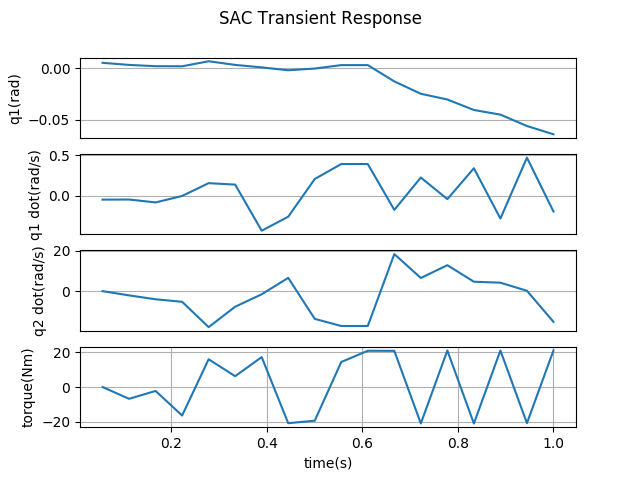 SAC Transient Response
0.00
−0.05
q1(rad)
0.5
0.0
q1 dot(rad/s)
20
0
q2 dot(rad/s)
20
0
−20
torque(Nm)
0.2 0.4 0.6 0.8 1.0
time(s)